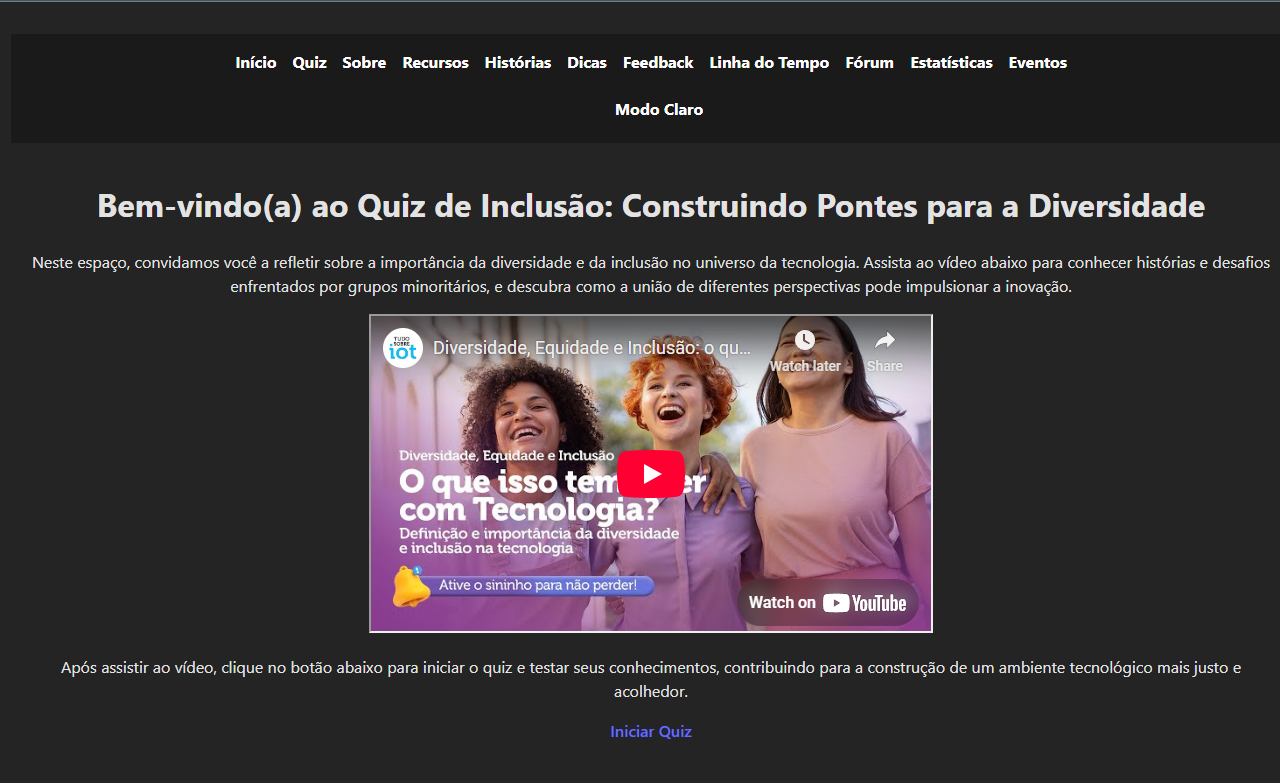 Início Quiz Sobre Recursos Histórias Dicas Feedback Linha do Tempo Fórum Estatísticas Eventos
Modo Claro
Bem-vindo(a) ao Quiz de Inclusão: Construindo Pontes para a Diversidade
Neste espaço, convidamos você a refletir sobre a importância da diversidade e da inclusão no universo da tecnologia. Assista ao vídeo abaixo para conhecer histórias e desafios
enfrentados por grupos minoritários, e descubra como a união de diferentes perspectivas pode impulsionar a inovação.
TUDO
SOBRE
iot
Diversidade, Equidade e Inclusão: o qu...
Watch later
Share
Diversidade, Equidade e Inclusão
O que isso tem er
com Tecnologia?
Definição e importância da diversidade
e inclusão na tecnologia
1
Ative o sininho para não perder!
Watch on YouTube
Após assistir ao vídeo, clique no botão abaixo para iniciar o quiz e testar seus conhecimentos, contribuindo para a construção de um ambiente tecnológico mais justo e
acolhedor.
Iniciar Quiz